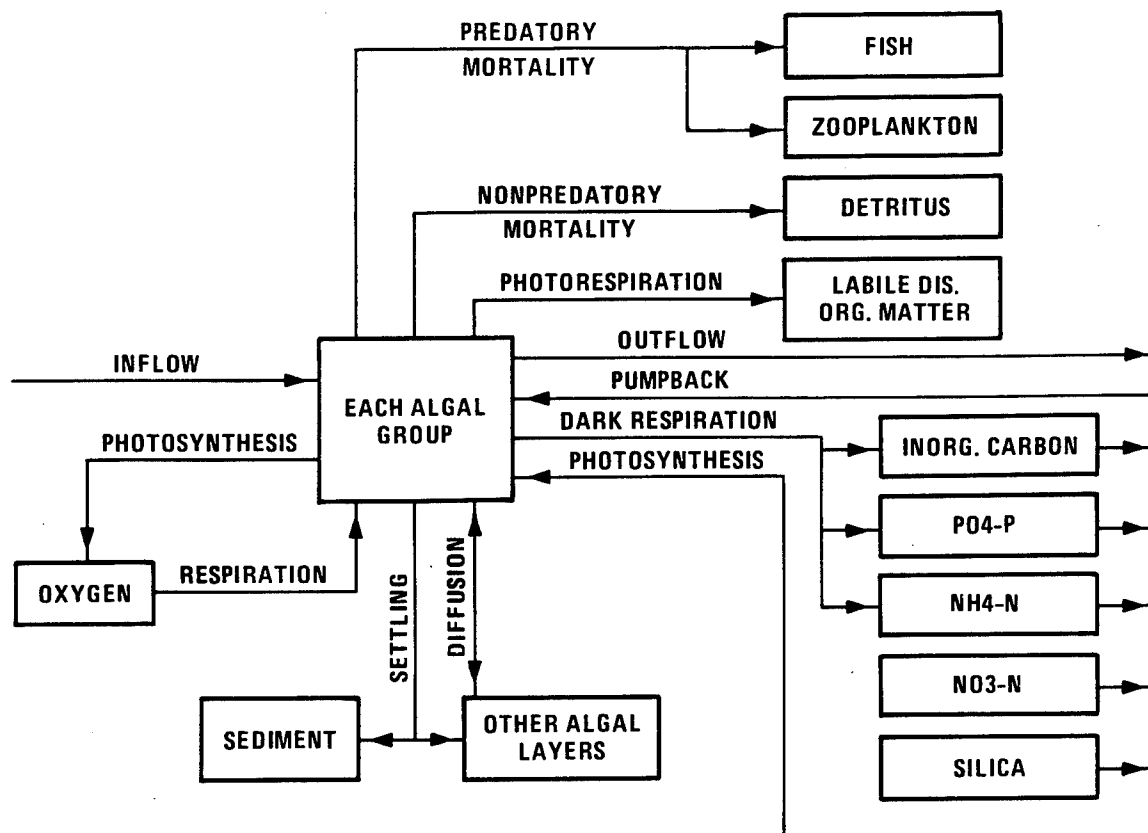 PREDATORY
MORTALITY
FISH
ZOOPLANKTON
NONPREDATORY
MORTALITY
DETRITUS
PHOTORESPIRATION
LABILE DIS.
ORG. MATTER
INFLOW
EACH ALGAL
GROUP
OUTFLOW
PUMPBACK
DARK RESPIRATION
PHOTOSYNTHESIS
PHOTOSYNTHESIS
OXYGEN
RESPIRATION
SETTLING
DIFFUSION
SEDIMENT
OTHER ALGAL
LAYERS
INORG. CARBON
PO4-P
NH4-N
NO3-N
SILICA